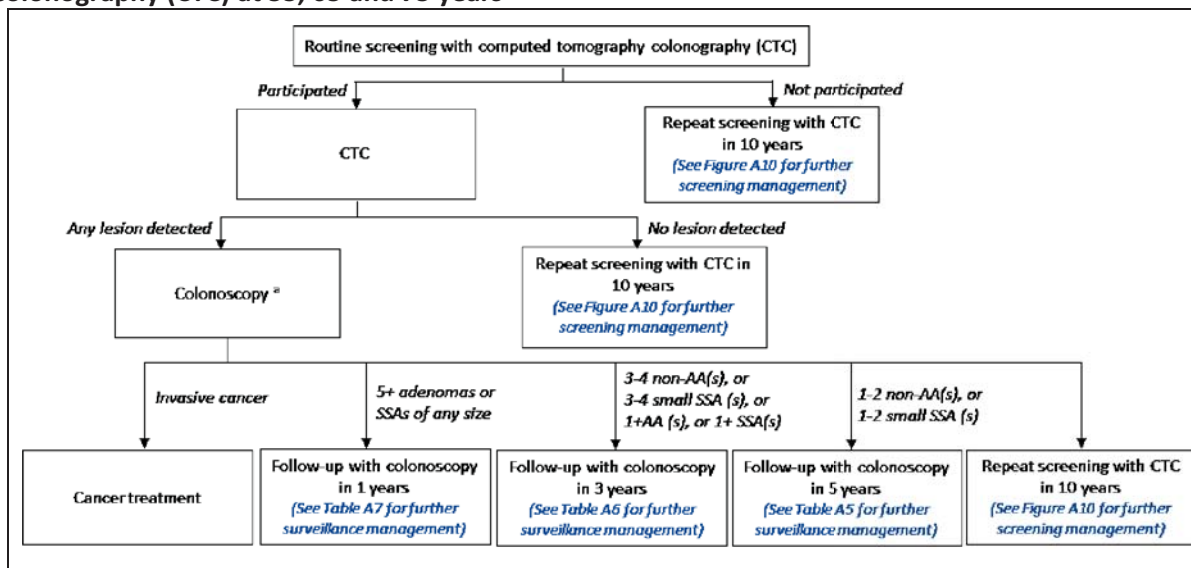 colonography (CTC) at and years
Routine screening with computed tomography colonography (CTC)
Participated
Not participated
CTC
Repeat screening with CTC
in 10 years
(See Figure A10 for further
screening management)
Any lesion detected
No lesion detected
Colonoscopy a
Repeat screening with CTC in
10 years
(See Figure A10 for further
screening management)
Invasive cancer
5+ adenomas or
SSAs of any size
3-4 non-AA(s), or
3-4 small SSA (s), or
1+AA (s), or 1+ SSA(s)
1-2 non-AA(s), or
1-2 small SSA (s)
Cancer treatment
Follow-up with colonoscopy
in 1 years
(See Table A7 for further
surveillance management)
Follow-up with colonoscopy
in 3 years
(See Table A6 for further
surveillance management)
Follow-up with colonoscopy
in 5 years
(See Table A5 for further
surveillance management)
Repeat screening with CTC
in 10 years
(See Figure A10 for further
screening management)